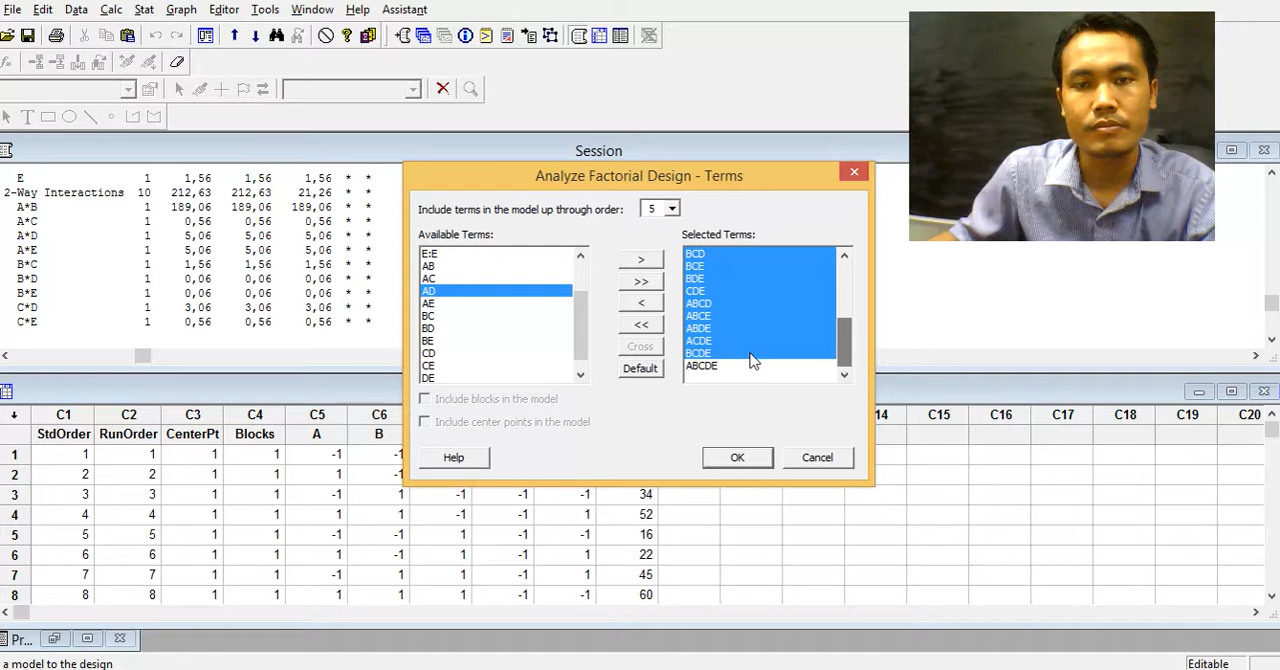 File Edit Data Calc Stat Graph Editor Tools Window Help Assistant
Session
E 1 1,56 1,56 1,56 * *
2-Way Interactions 10 212,63 212,63 21,26 * *
A*B 1 189,06 189,06 189,06 * *
A*C 1 0,56 0,56 0,56 * *
A*D 1 5,06 5,06 5,06 * *
A*E 1 5,06 5,06 5,06 * *
B*C 1 0,56 0,56 0,56 * *
B*D 1 0,06 0,06 0,06 * *
B*E 1 0,06 0,06 0,06 * *
C*D 1 3,06 3,06 3,06 * *
C*E 1 0,56 0,56 0,56 * *
Analyze Factorial Design - Terms
Include terms in the model up through order: 5
Available Terms:
E:E
AB
AC
AD
AE
BC
BD
BE
CD
CE
DE
>
>>
<
<<
Cross
Default
Selected Terms:
BCD
BCE
BDE
CDE
ABCD
ABCE
ABDE
ACDE
BCDE
ABCDE
Include blocks in the model
Include center points in the model
Help OK Cancel
C1 C2 C3 C4 C5 C6 14 C15 C16 C17 C18 C19 C20
StdOrder RunOrder CenterPt Blocks A B
1 1 1 1 1 -1 -1
2 2 2 1 1 1 -1
3 3 3 1 1 -1 1 -1 -1 -1 34
4 4 4 1 1 1 1 -1 -1 -1 52
5 5 5 1 1 -1 -1 1 -1 -1 16
6 6 6 1 1 1 -1 1 -1 -1 22
7 7 7 1 1 -1 1 1 -1 -1 45
8 8 8 1 1 1 1 1 -1 -1 60
Pr...
a model to the design
Editable